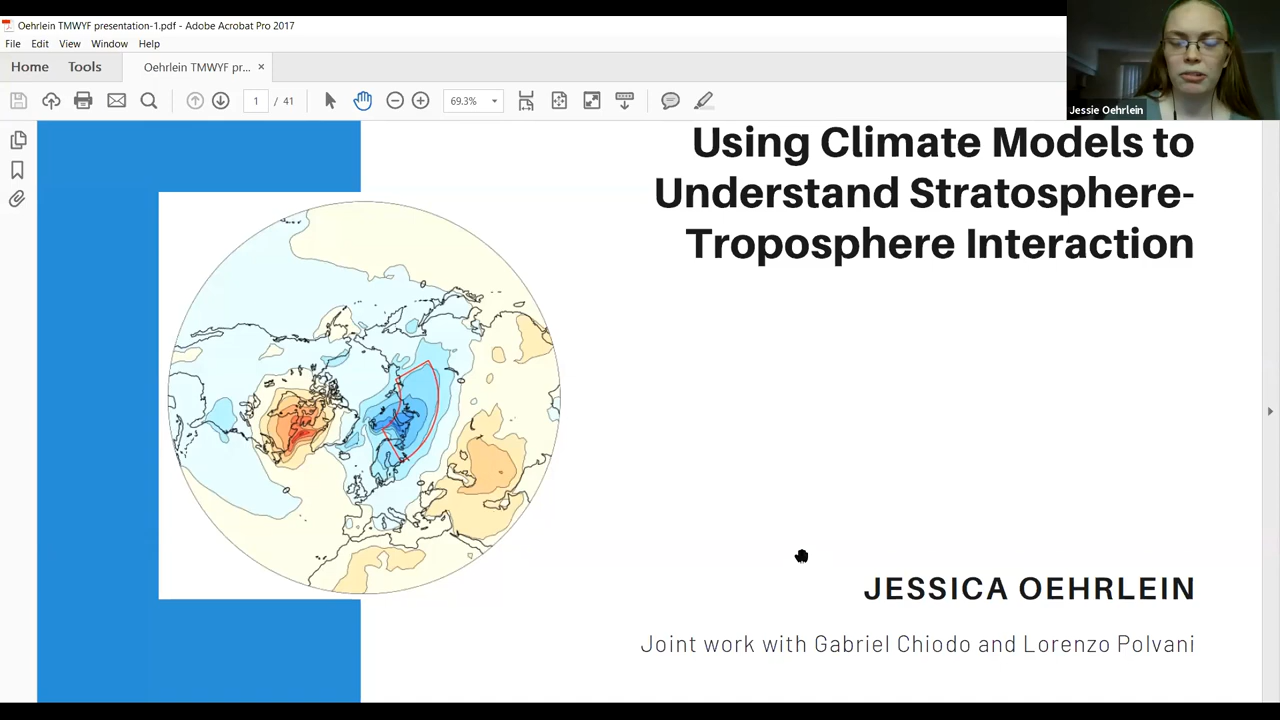 Oehrlein TMWYF presentation-1.pdf - Adobe Acrobat Pro 2017
File Edit View Window Help
Home Tools Oehrlein TMWYF pr... ×
1 / 41 69.3%
Jessie Oehrlein
Using Climate Models to
Understand Stratosphere-
Troposphere Interaction
JESSICA OEHRLEIN
Joint work with Gabriel Chiodo and Lorenzo Polvani